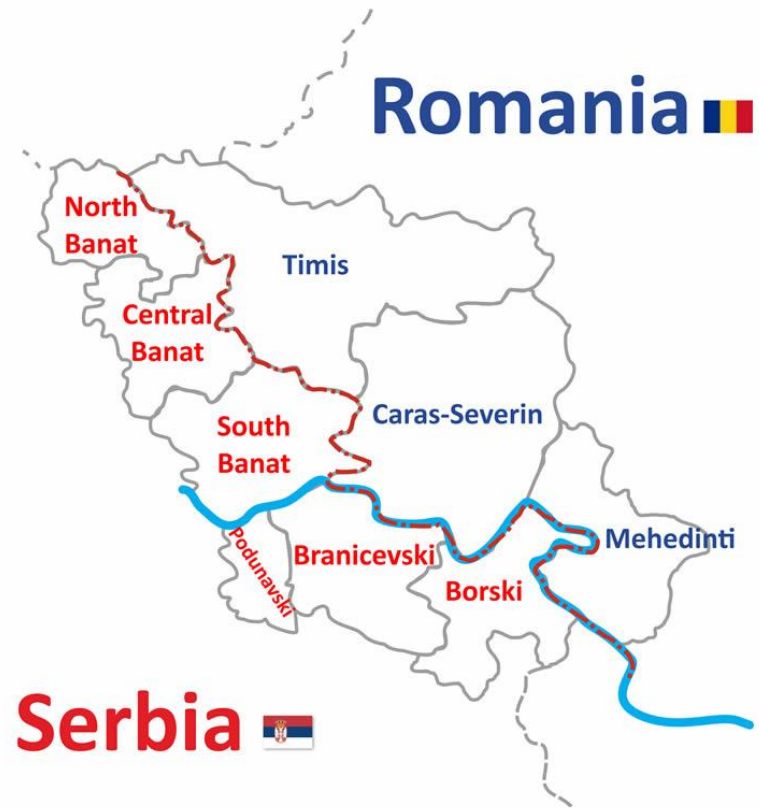 Romania
North
Banat
Timis
Central
Banat
Caras-Severin
South
Banat
Mehedinti
Podunavski
Branicevski
Borski
Serbia